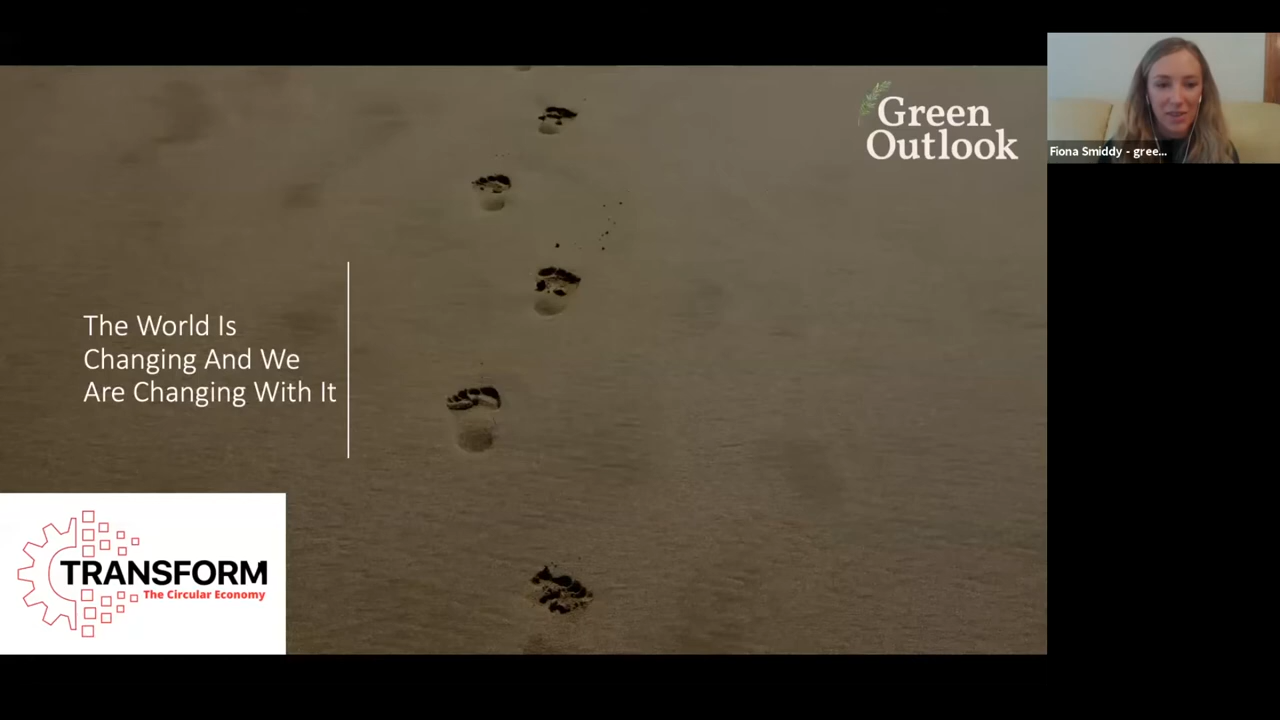 Green
Outlook
Fiona Smiddy - gree...
The World Is
Changing And We
Are Changing With It
TRANSFORM
The Circular Economy